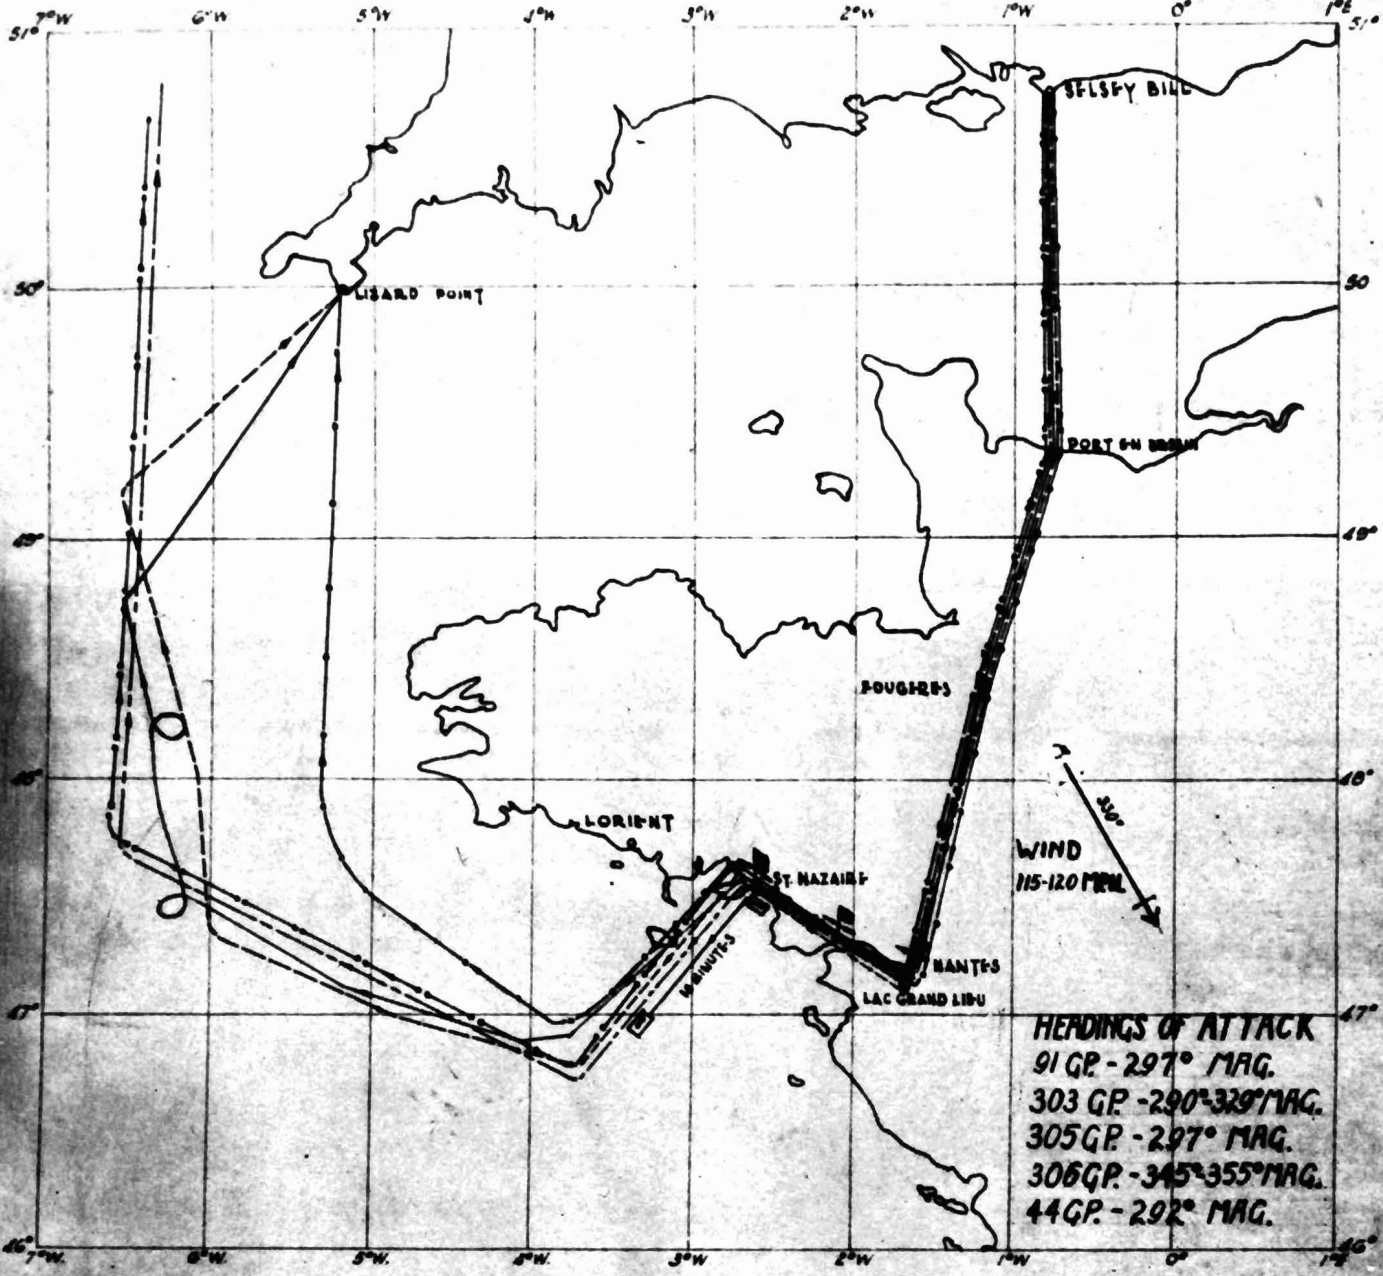 7°W 6°W 5°W 4°W 3°W 2°W 1°W 0° 1°E
51° 51°
SELSEY BILL
50° LIZARD POINT 50
PORT EN BESSIN
49° 49°
FOUGERES
48° 48
350°
LORIENT
WIND
ST. NAZAIRE
115-120 MPH.
10 MINUTES
NANTES
LAC GRAND LIEU
47° 47°
HEADINGS OF ATTACK
91 GP. - 297° MAG.
303 GP. - 290°-329° MAG.
305 GP. - 297° MAG.
306 GP. - 345°-355° MAG.
44 GP. - 292° MAG.
46° 46°
7°W. 6°W. 5°W. 4°W. 3°W 2°W 1°W 0° 1°E